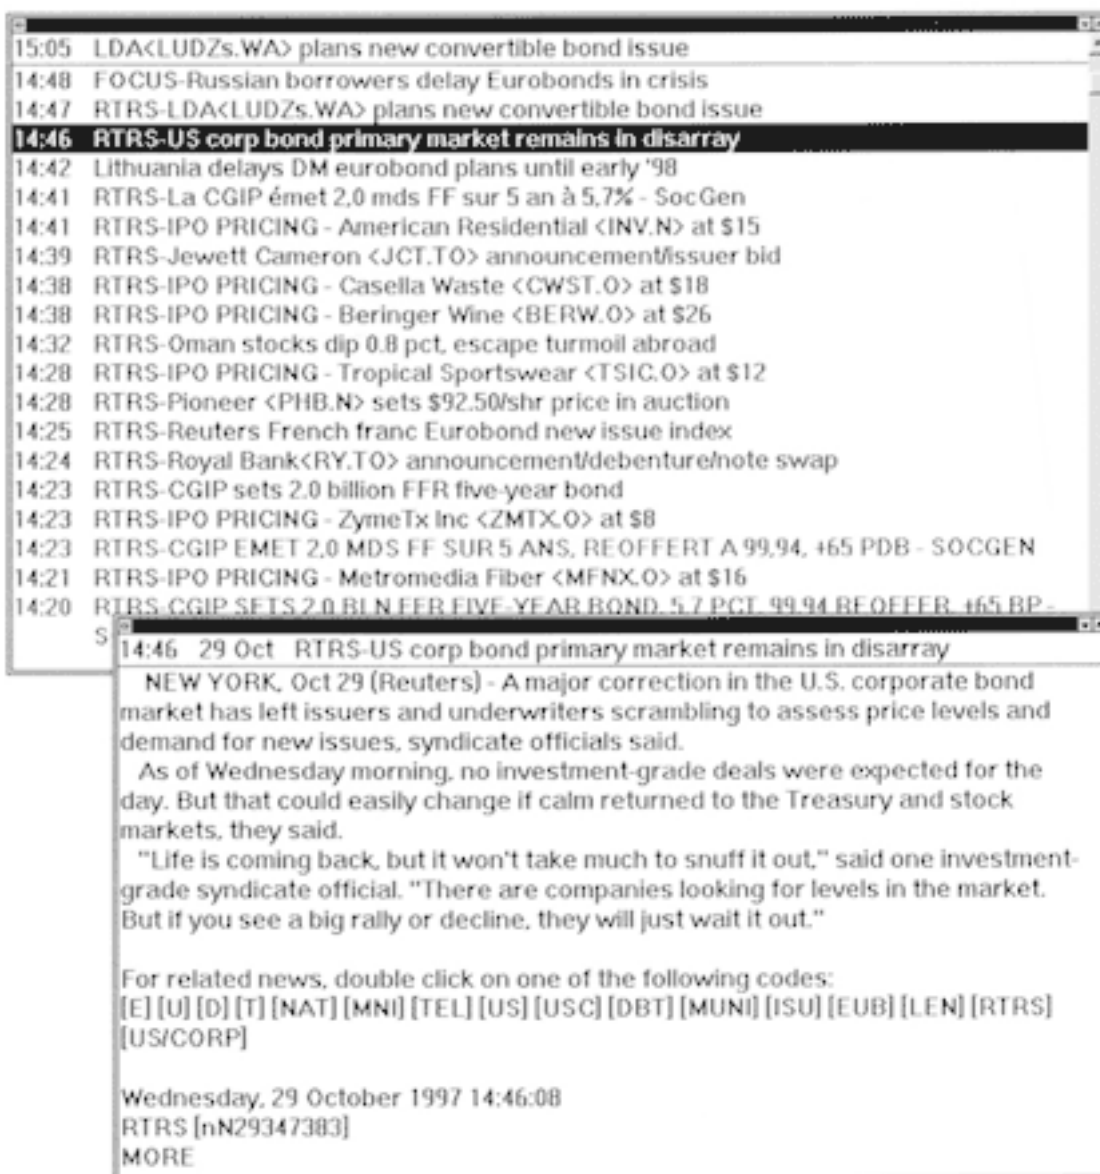 15:05 LDA<LUDZs.WA> plans new convertible bond issue
14:48 FOCUS-Russian borrowers delay Eurobonds in crisis
14:47 RTRS-LDA<LUDZs.WA> plans new convertible bond issue
14:46 RTRS-US corp bond primary market remains in disarray
14:42 Lithuania delays DM eurobond plans until early '98
14:41 RTRS-La CGIP émet 2,0 mds FF sur 5 an à 5,7% - SocGen
14:41 RTRS-IPO PRICING - American Residential <INV.N> at $15
14:39 RTRS-Jewett Cameron <JCT.TO> announcement/issuer bid
14:38 RTRS-IPO PRICING - Casella Waste <CWST.O> at $18
14:38 RTRS-IPO PRICING - Beringer Wine <BERW.O> at $26
14:32 RTRS-Oman stocks dip 0.8 pct, escape turmoil abroad
14:28 RTRS-IPO PRICING - Tropical Sportswear <TSIC.O> at $12
14:28 RTRS-Pioneer <PHB.N> sets $92.50/shr price in auction
14:25 RTRS-Reuters French franc Eurobond new issue index
14:24 RTRS-Royal Bank<RY.TO> announcement/debenture/note swap
14:23 RTRS-CGIP sets 2.0 billion FFR five-year bond
14:23 RTRS-IPO PRICING - ZymeTx Inc <ZMTX.O> at $8
14:23 RTRS-CGIP EMET 2,0 MDS FF SUR 5 ANS, REOFFERT A 99,94, +65 PDB - SOCGEN
14:21 RTRS-IPO PRICING - Metromedia Fiber <MFNX.O> at $16
14:20 RTRS-CGIP SETS 2.0 BLN FFR FIVE-YEAR BOND, 5.7 PCT, 99.94 REOFFER, +65 BP -
S
14:46 29 Oct RTRS-US corp bond primary market remains in disarray
NEW YORK, Oct 29 (Reuters) - A major correction in the U.S. corporate bond
market has left issuers and underwriters scrambling to assess price levels and
demand for new issues, syndicate officials said.
As of Wednesday morning, no investment-grade deals were expected for the
day. But that could easily change if calm returned to the Treasury and stock
markets, they said.
"Life is coming back, but it won't take much to snuff it out," said one investment-
grade syndicate official. "There are companies looking for levels in the market.
But if you see a big rally or decline, they will just wait it out."
For related news, double click on one of the following codes:
[E] [U] [D] [T] [NAT] [MNI] [TEL] [US] [USC] [DBT] [MUNI] [ISU] [EUB] [LEN] [RTRS]
[US/CORP]
Wednesday, 29 October 1997 14:46:08
RTRS [nN29347383]
MORE